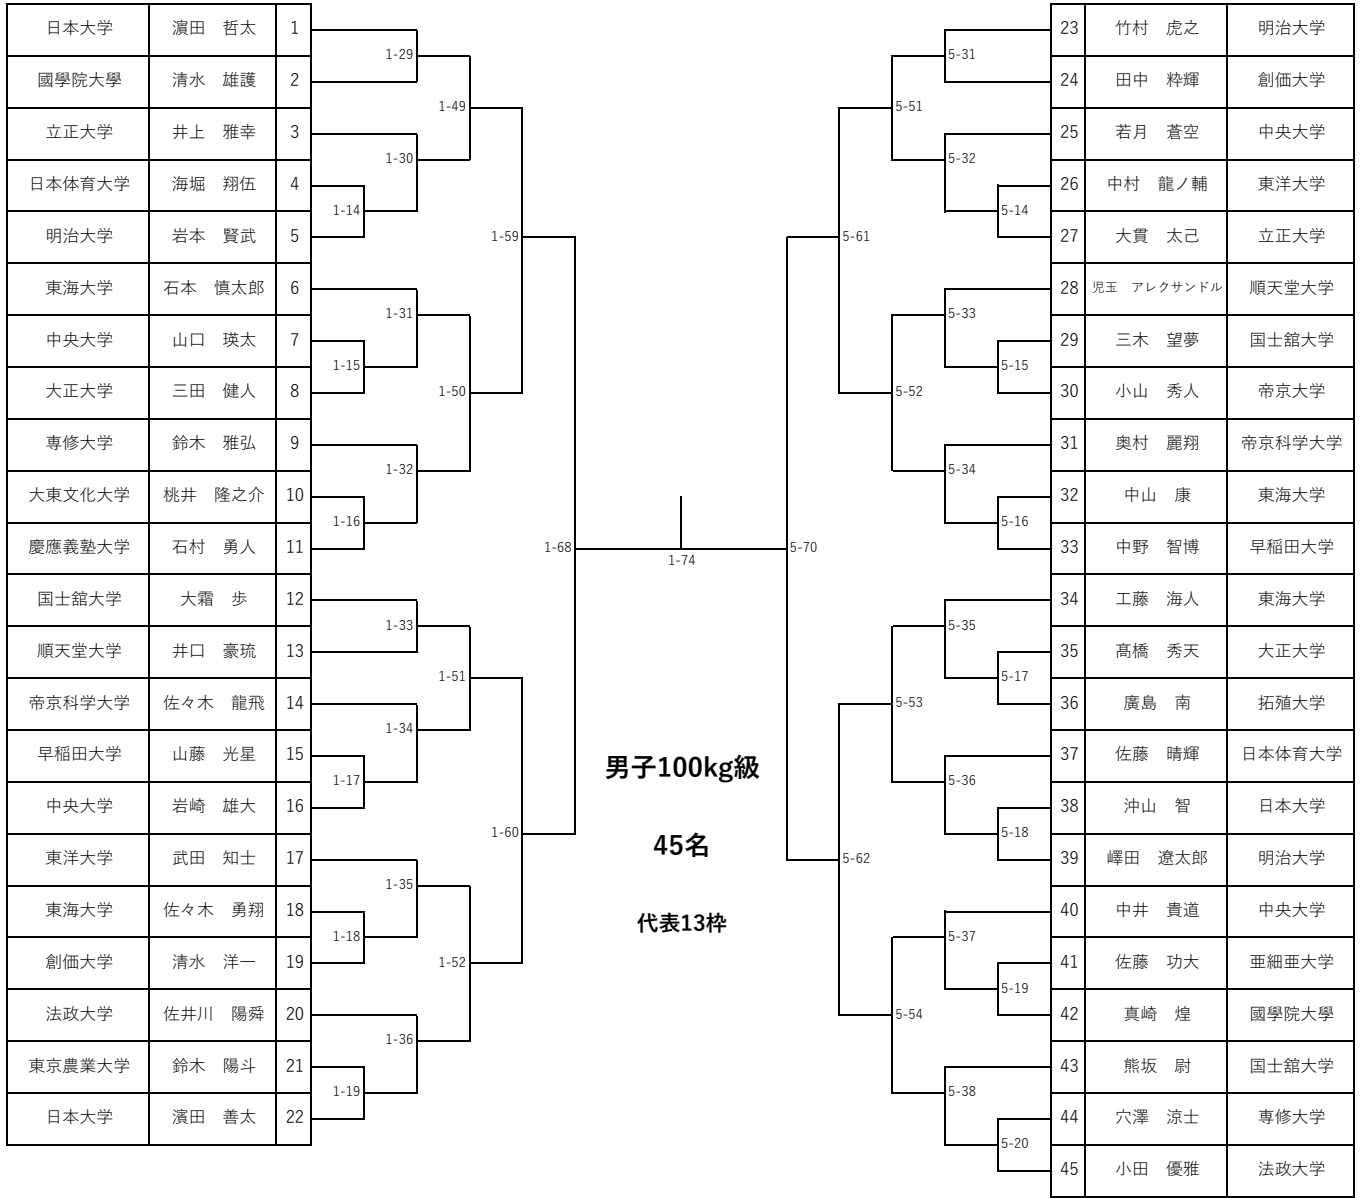 日本大学 濵田　哲太 1
國學院大學 清水　雄護 2
立正大学 井上　雅幸 3
日本体育大学 海堀　翔伍 4
明治大学 岩本　賢武 5
東海大学 石本　慎太郎 6
中央大学 山口　瑛太 7
大正大学 三田　健人 8
専修大学 鈴木　雅弘 9
大東文化大学 桃井　隆之介 10
慶應義塾大学 石村　勇人 11
国士舘大学 大霜　歩 12
順天堂大学 井口　豪琉 13
帝京科学大学 佐々木　龍飛 14
早稲田大学 山藤　光星 15
中央大学 岩崎　雄大 16
東洋大学 武田　知士 17
東海大学 佐々木　勇翔 18
創価大学 清水　洋一 19
法政大学 佐井川　陽舜 20
東京農業大学 鈴木　陽斗 21
日本大学 濱田　善太 22
1-29
1-30
1-14
1-31
1-15
1-32
1-16
1-33
1-34
1-17
1-35
1-18
1-36
1-19
1-49
1-50
1-51
1-52
1-59
1-60
1-68
1-74
男子100kg級
45名
代表13枠
5-70
5-61
5-62
5-51
5-52
5-53
5-54
5-31
5-32
5-14
5-33
5-15
5-34
5-16
5-35
5-17
5-36
5-18
5-37
5-19
5-38
5-20
23 竹村　虎之 明治大学
24 田中　粋輝 創価大学
25 若月　蒼空 中央大学
26 中村　龍ノ輔 東洋大学
27 大貫　太己 立正大学
28 児玉　アレクサンドル 順天堂大学
29 三木　望夢 国士舘大学
30 小山　秀人 帝京大学
31 奥村　麗翔 帝京科学大学
32 中山　康 東海大学
33 中野　智博 早稲田大学
34 工藤　海人 東海大学
35 髙橋　秀天 大正大学
36 廣島　南 拓殖大学
37 佐藤　晴輝 日本体育大学
38 沖山　智 日本大学
39 嶧田　遼太郎 明治大学
40 中井　貴道 中央大学
41 佐藤　功大 亜細亜大学
42 真崎　煌 國學院大學
43 熊坂　尉 国士舘大学
44 穴澤　涼士 専修大学
45 小田　優雅 法政大学